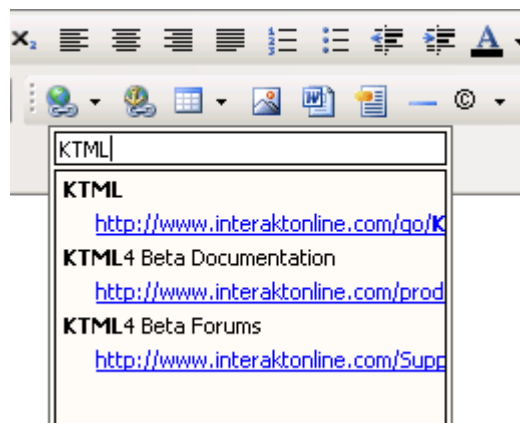 KTML
KTML
http://www.interaktonline.com/go/K
KTML4 Beta Documentation
http://www.interaktonline.com/prod
KTML4 Beta Forums
http://www.interaktonline.com/Supp